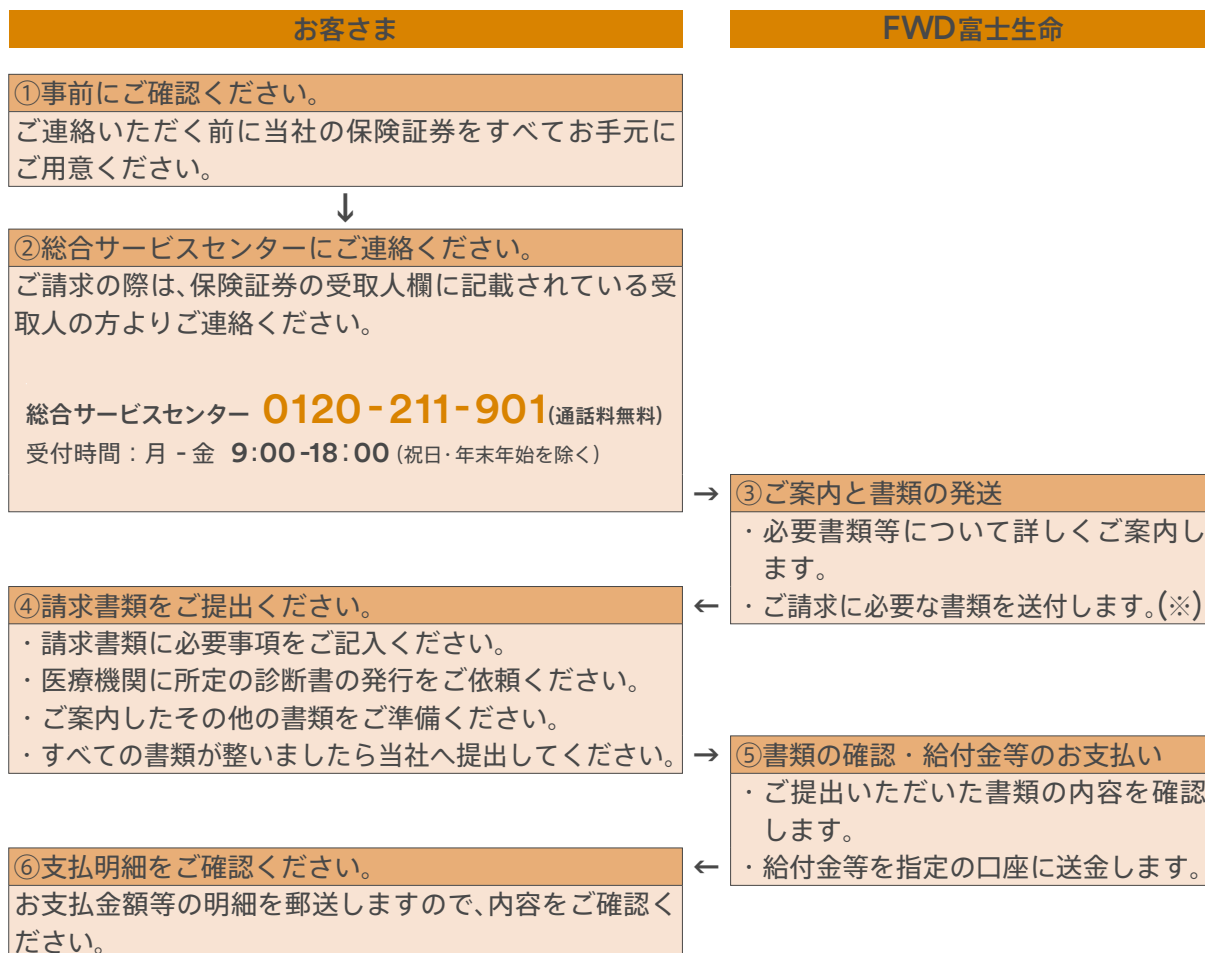 お客さま
FWD富士生命
①事前にご確認ください。
ご連絡いただく前に当社の保険証券をすべてお手元に
ご用意ください。
↓
②総合サービスセンターにご連絡ください。
ご請求の際は、保険証券の受取人欄に記載されている受
取人の方よりご連絡ください。
総合サービスセンター 0120-211-901(通話料無料)
受付時間：月 - 金 9:00-18:00 (祝日・年末年始を除く)
→
③ご案内と書類の発送
・必要書類等について詳しくご案内し
ます。
・ご請求に必要な書類を送付します。(※)
←
④請求書類をご提出ください。
・請求書類に必要事項をご記入ください。
・医療機関に所定の診断書の発行をご依頼ください。
・ご案内したその他の書類をご準備ください。
・すべての書類が整いましたら当社へ提出してください。
→
⑤書類の確認・給付金等のお支払い
・ご提出いただいた書類の内容を確認
します。
・給付金等を指定の口座に送金します。
←
⑥支払明細をご確認ください。
お支払金額等の明細を郵送しますので、内容をご確認く
ださい。